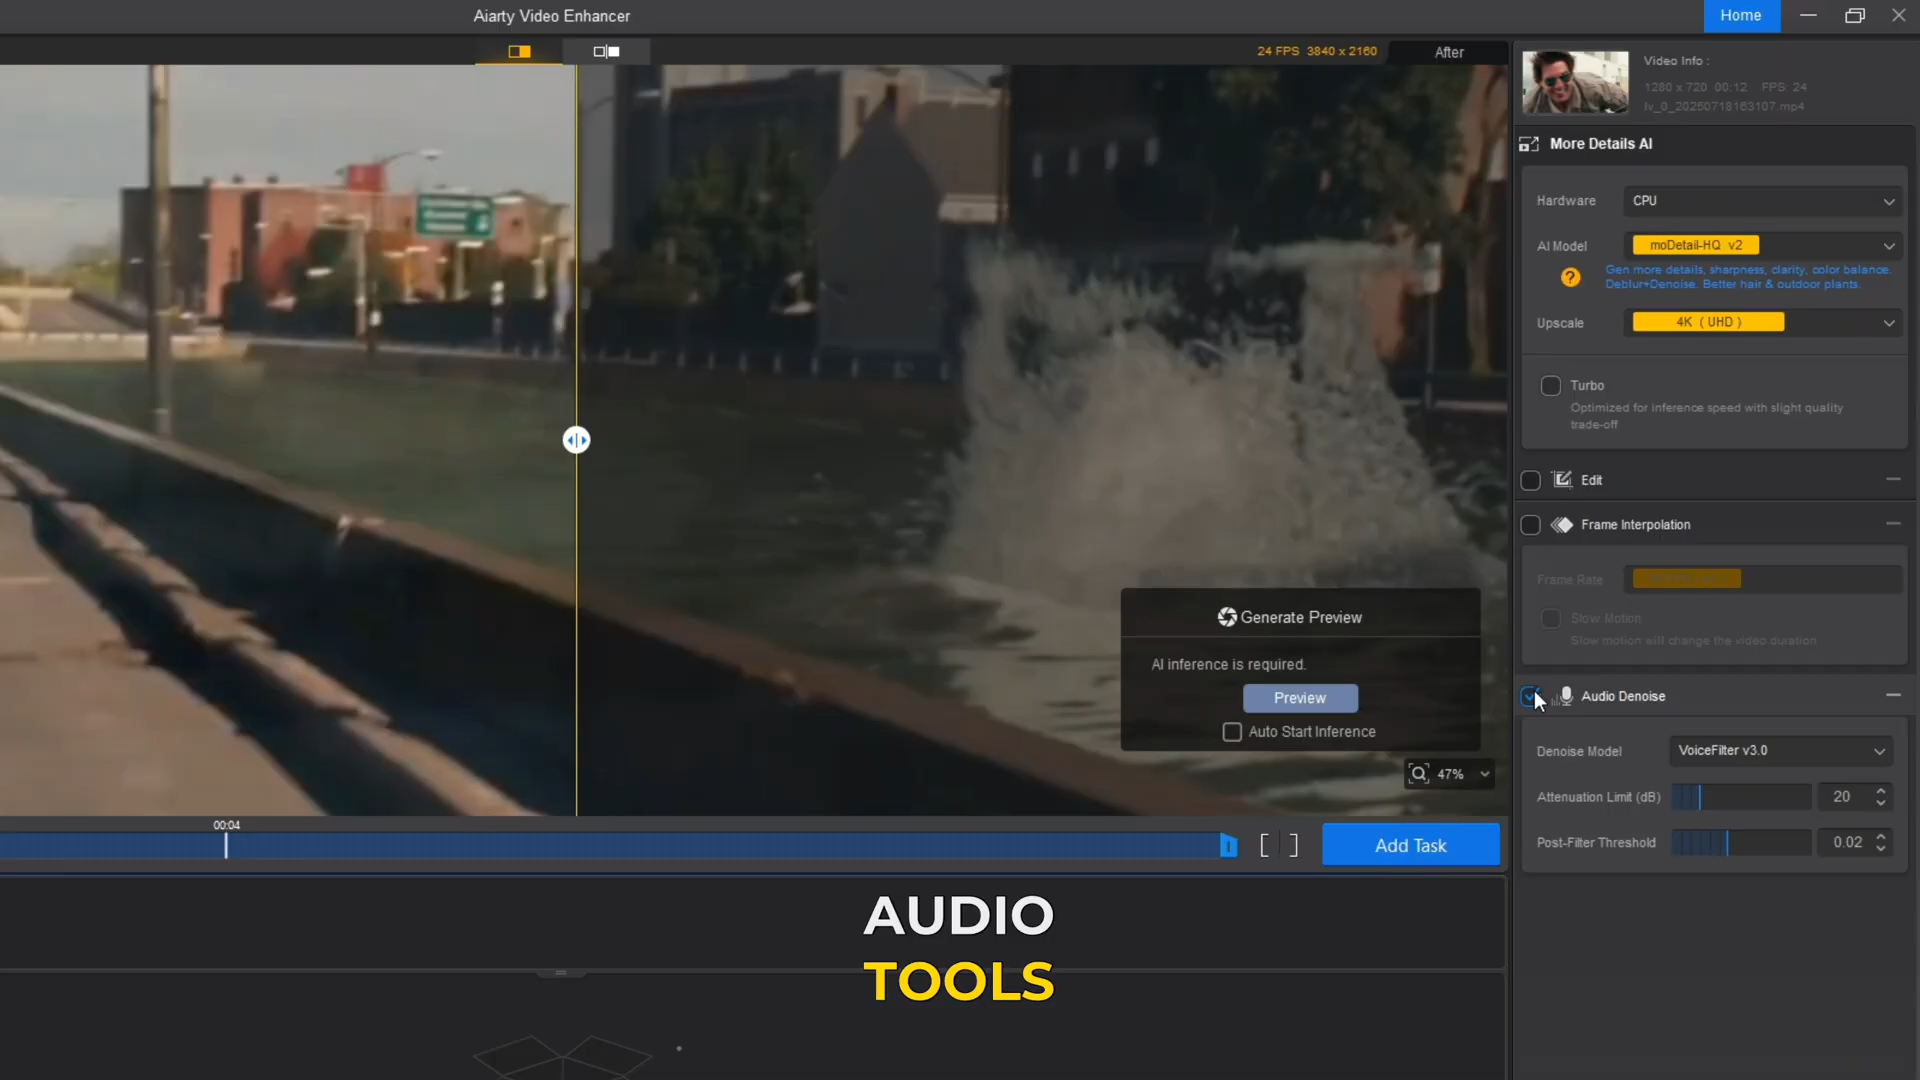 Aiarty Video Enhancer
Home
24 FPS 3840 x 2160
After
Video Info :
1280 x 720 00:12 FPS: 24
lv_0_20250718163107.mp4
More Details AI
Hardware
CPU
AI Model
moDetail-HQ v2
Gen more details, sharpness, clarity, color balance.
Deblur+Denoise. Better hair & outdoor plants.
Upscale
4K ( UHD )
Turbo
Optimized for inference speed with slight quality
trade-off
Edit
Frame Interpolation
Frame Rate
Slow Motion
Slow motion will change the video duration
Generate Preview
AI inference is required.
Preview
Auto Start Inference
47%
Audio Denoise
Denoise Model
VoiceFilter v3.0
Attenuation Limit (dB)
20
Post-Filter Threshold
0.02
00:04
Add Task
AUDIO
TOOLS